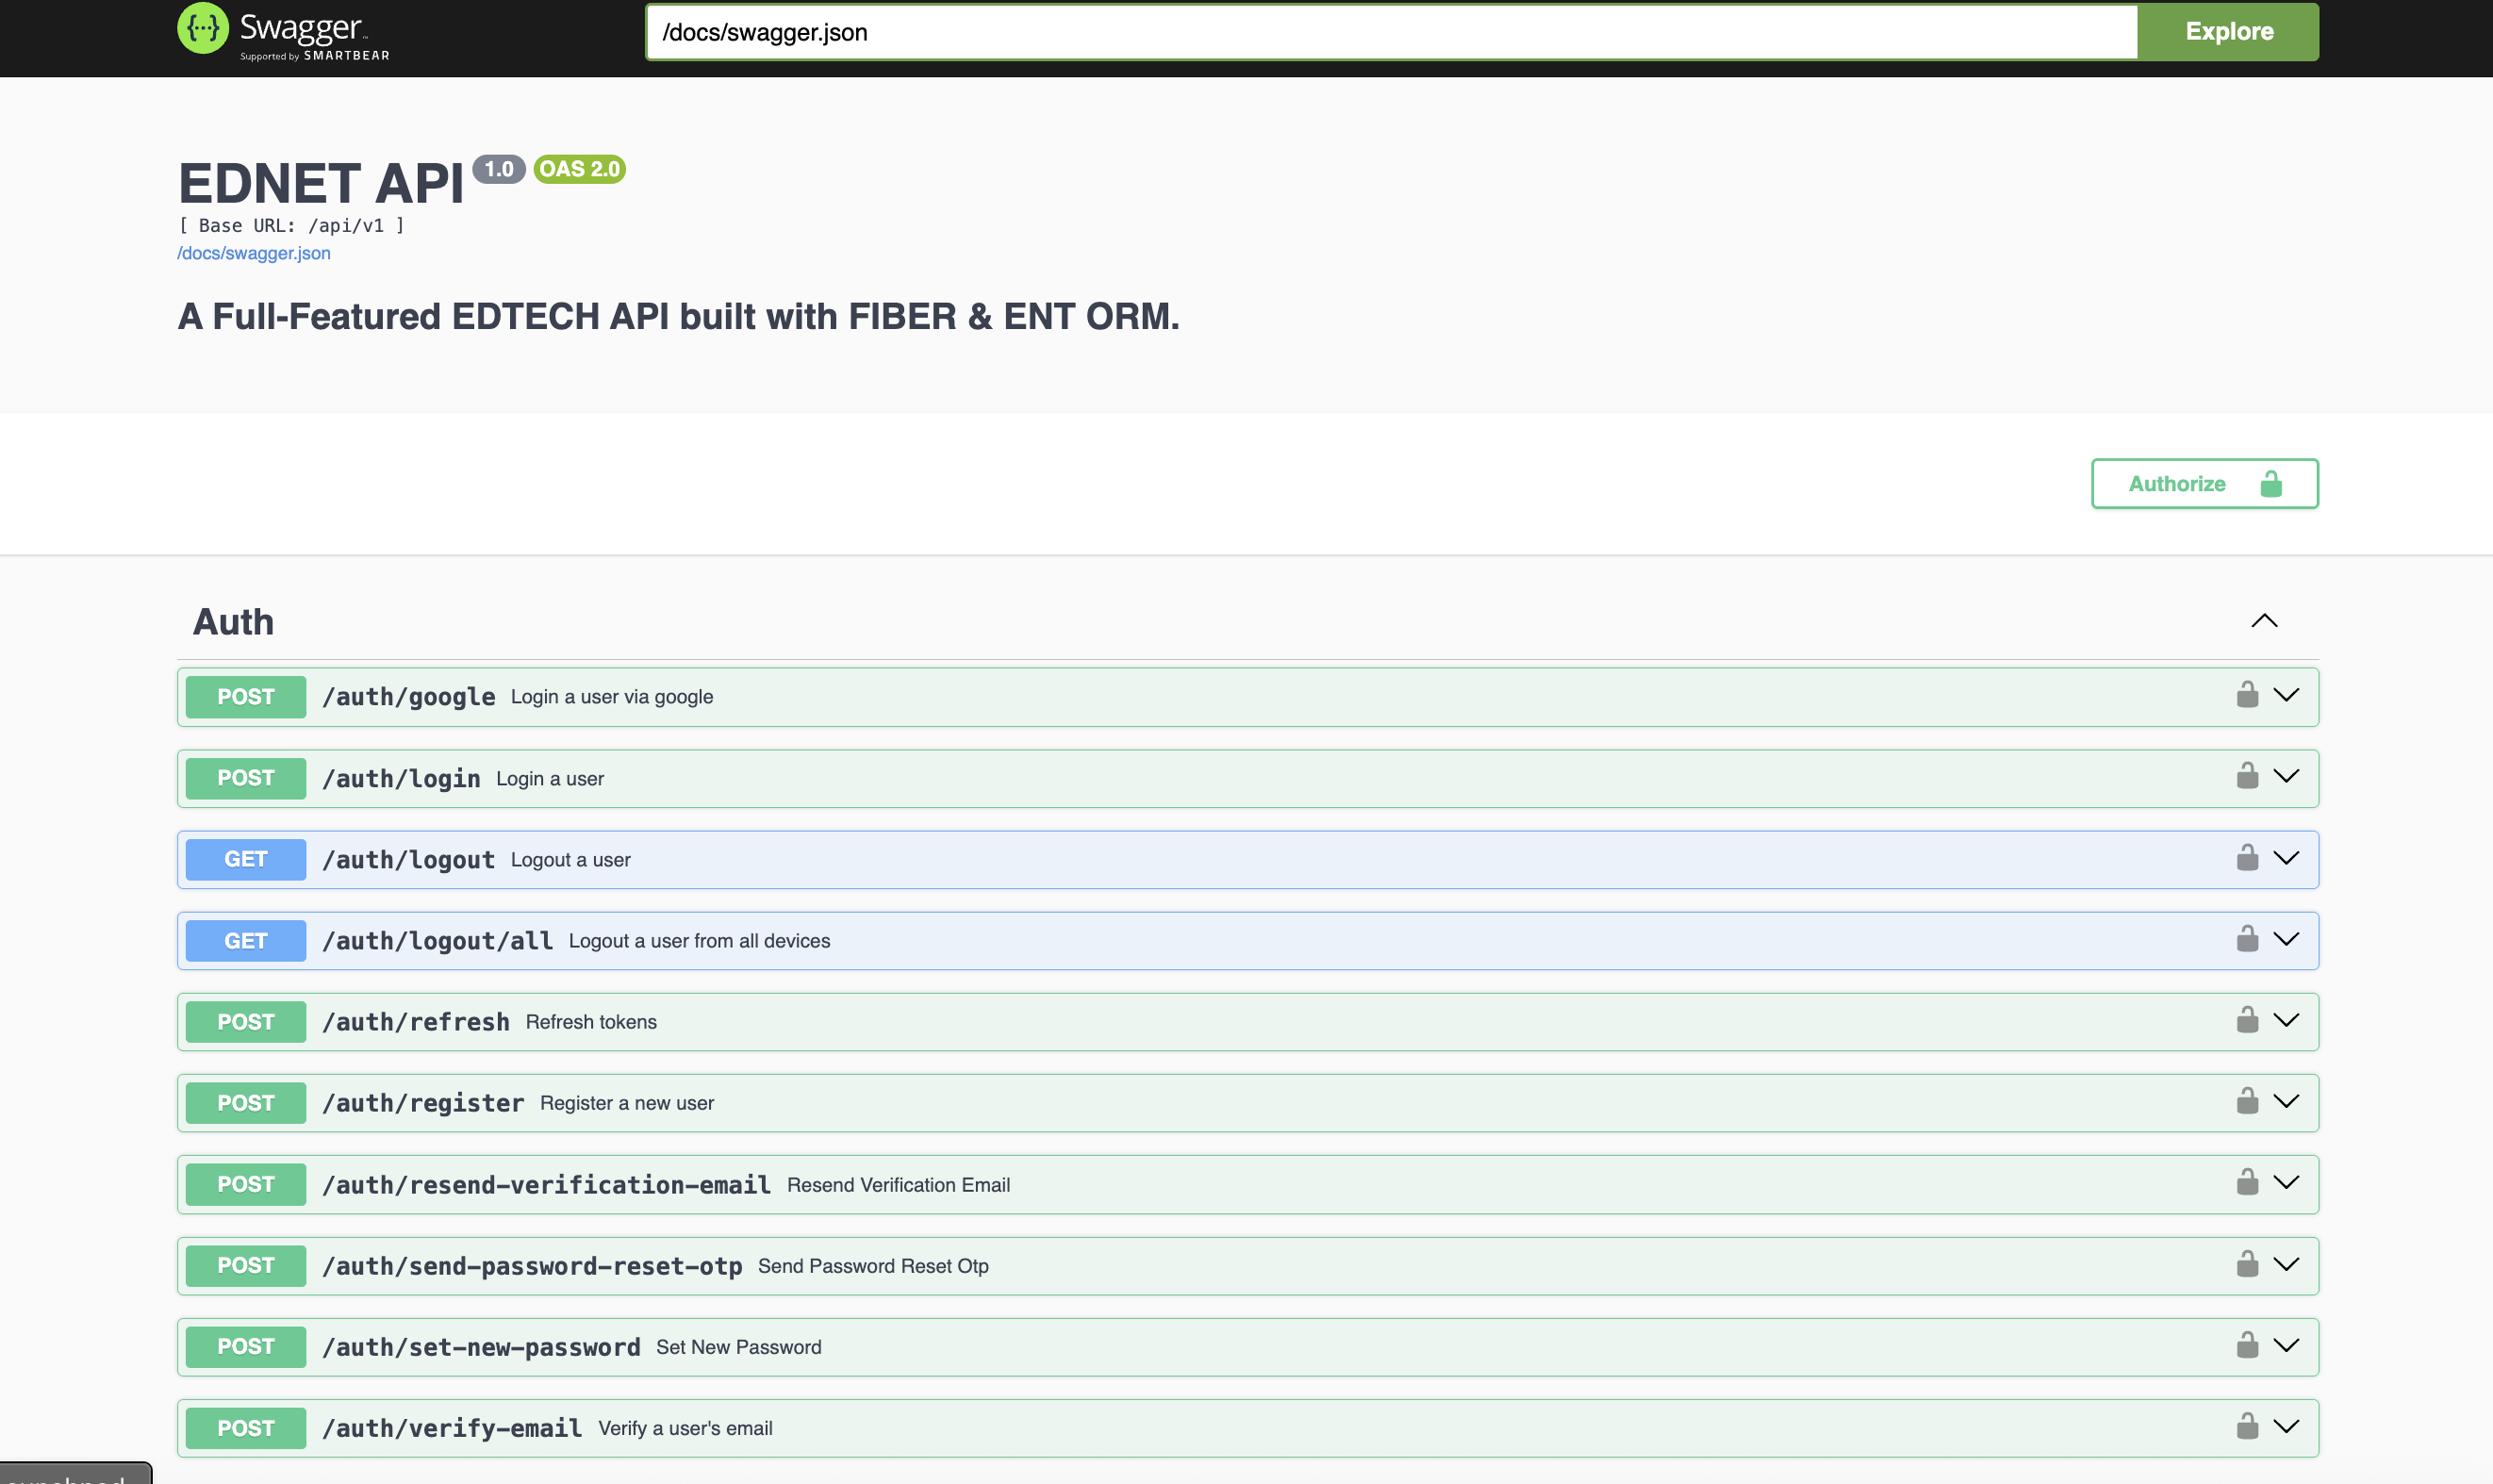 Swagger
Supported by SMARTBEAR
/docs/swagger.json
Explore
EDNET API 1.0 OAS 2.0
[ Base URL: /api/v1 ]
/docs/swagger.json
A Full-Featured EDTECH API built with FIBER & ENT ORM.
Authorize
Auth
POST /auth/google Login a user via google
POST /auth/login Login a user
GET /auth/logout Logout a user
GET /auth/logout/all Logout a user from all devices
POST /auth/refresh Refresh tokens
POST /auth/register Register a new user
POST /auth/resend-verification-email Resend Verification Email
POST /auth/send-password-reset-otp Send Password Reset Otp
POST /auth/set-new-password Set New Password
POST /auth/verify-email Verify a user's email